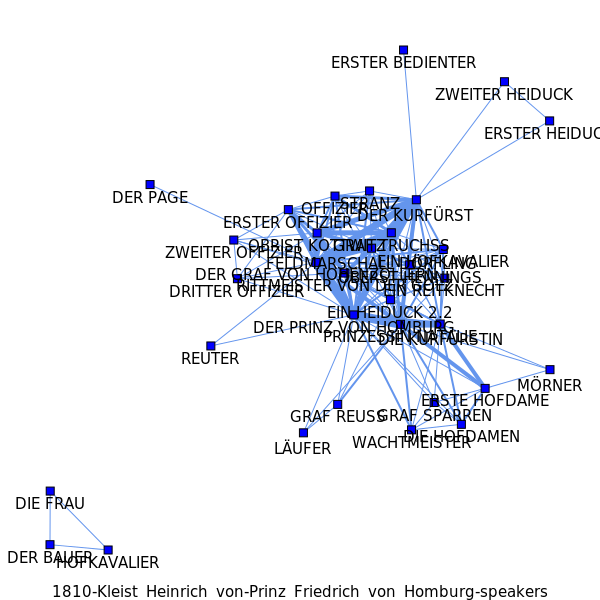 ERSTER BEDIENTER
ZWEITER HEIDUCK
ERSTER HEIDUC
DER PAGE
STRANZ
OFFIZIER
DER KURFÜRST
ERSTER OFFIZIER
ZWEITER OFFIZIER
OBRIST KOTTWITZ
GRAF TRUCHSS
EIN HOFKAVALIER
FELDMARSCHALL DÖRFLING
DER GRAF VON HOHENZOLLERN
OBRIST HENNINGS
RITTMEISTER VON DER GOLZ
DRITTER OFFIZIER
EIN REITKNECHT
EIN HEIDUCK 2.2
DER PRINZ VON HOMBURG
PRINZESSIN NATALIE
DIE KURFÜRSTIN
REUTER
MÖRNER
ERSTE HOFDAME
GRAF REUSS
GRAF SPARREN
DIE HOFDAMEN
WACHTMEISTER
LÄUFER
DIE FRAU
DER BAUER
HOFKAVALIER
1810-Kleist_Heinrich_von-Prinz_Friedrich_von_Homburg-speakers